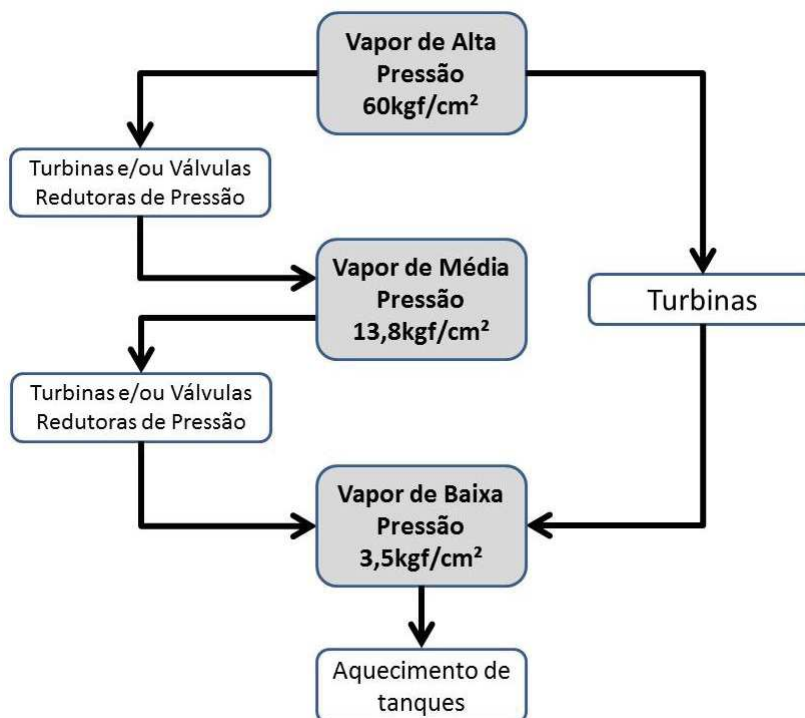 Vapor de Alta
Pressão
60kgf/cm²
Turbinas e/ou Válvulas
Redutoras de Pressão
Vapor de Média
Pressão
13,8kgf/cm²
Turbinas
Turbinas e/ou Válvulas
Redutoras de Pressão
Vapor de Baixa
Pressão
3,5kgf/cm²
Aquecimento de
tanques